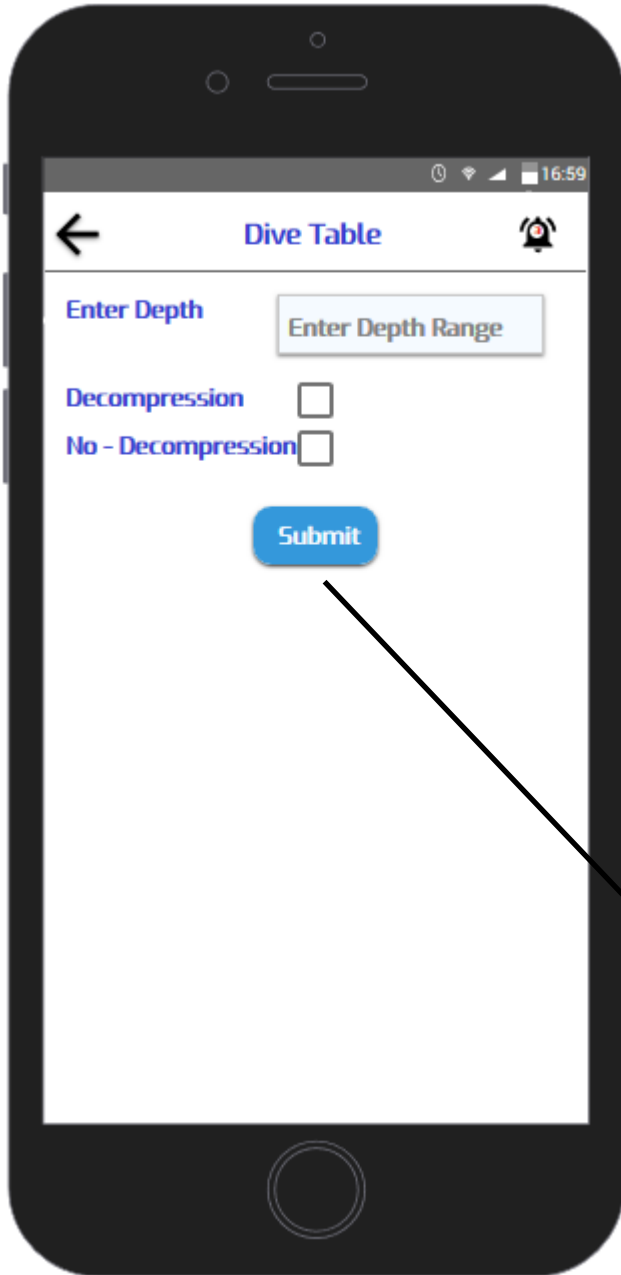 16:59
Dive Table
Enter Depth
Enter Depth Range
Decompression
No - Decompression
Submit